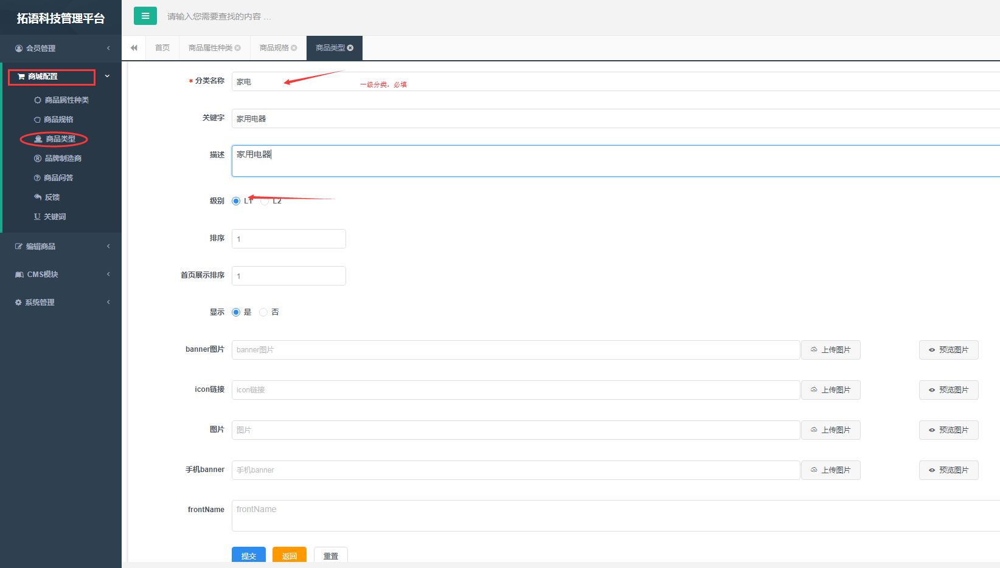 拓语科技管理平台
请输入您需要查找的内容 …
会员管理
商城配置
商品属性种类
商品规格
商品类型
品牌制造商
商品问答
反馈
关键词
编辑商品
CMS模块
系统管理
首页
商品属性种类
商品规格
商品类型
* 分类名称
家电
一级分类，必填
关键字
家用电器
描述
家用电器
级别
L1
L2
排序
1
首页展示排序
1
显示
是
否
banner图片
banner图片
上传图片
预览图片
icon链接
icon链接
上传图片
预览图片
图片
图片
上传图片
预览图片
手机banner
手机banner
上传图片
预览图片
frontName
frontName
提交
返回
重置